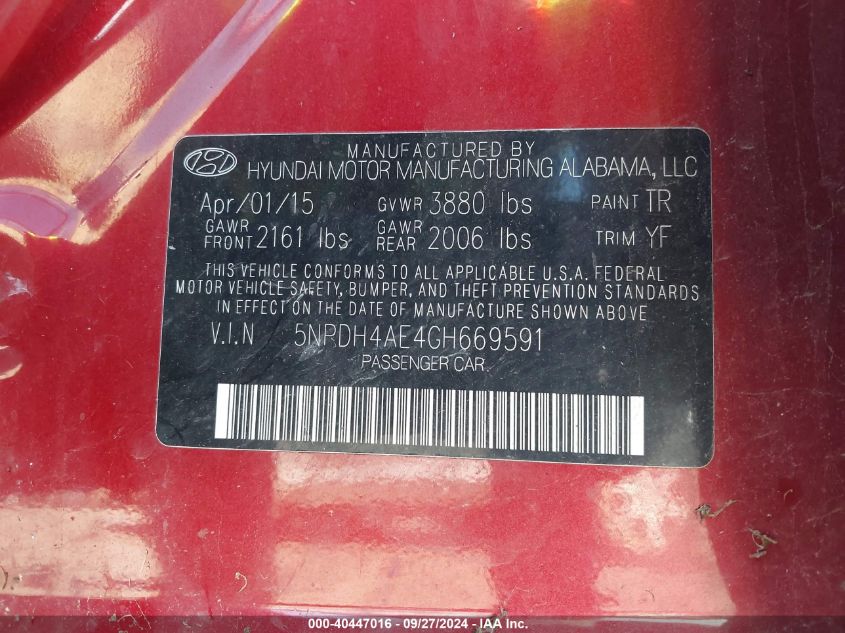 MANUFACTURED BY
HYUNDAI MOTOR MANUFACTURING ALABAMA, LLC
Apr/01/15 GVWR 3880 lbs PAINT TR
GAWR FRONT 2161 lbs GAWR REAR 2006 lbs TRIM YF
THIS VEHICLE CONFORMS TO ALL APPLICABLE U.S.A. FEDERAL
MOTOR VEHICLE SAFETY, BUMPER, AND THEFT PREVENTION STANDARDS
IN EFFECT ON THE DATE OF MANUFACTURE SHOWN ABOVE.
V.I.N 5NPDH4AE4GH669591
PASSENGER CAR
000-40447016 - 09/27/2024 - IAA Inc.